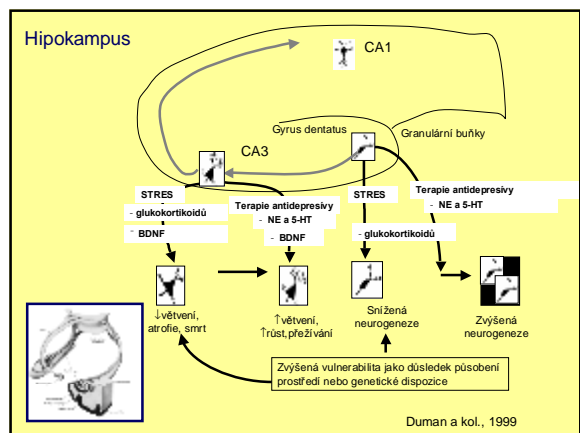 Hipokampus
CA1
Gyrus dentatus
Granulární buňky
CA3
STRES
- glukokortikoidů
- BDNF
Terapie antidepresívy
- NE a 5-HT
- BDNF
STRES
- glukokortikoidů
Terapie antidepresívy
- NE a 5-HT
↓větvení,
atrofie, smrt
↑větvení,
↑růst,přežívání
Snížená
neurogeneze
Zvýšená
neurogeneze
Zvýšená vulnerabilita jako důsledek působení
prostředí nebo genetické dispozice
Duman a kol., 1999